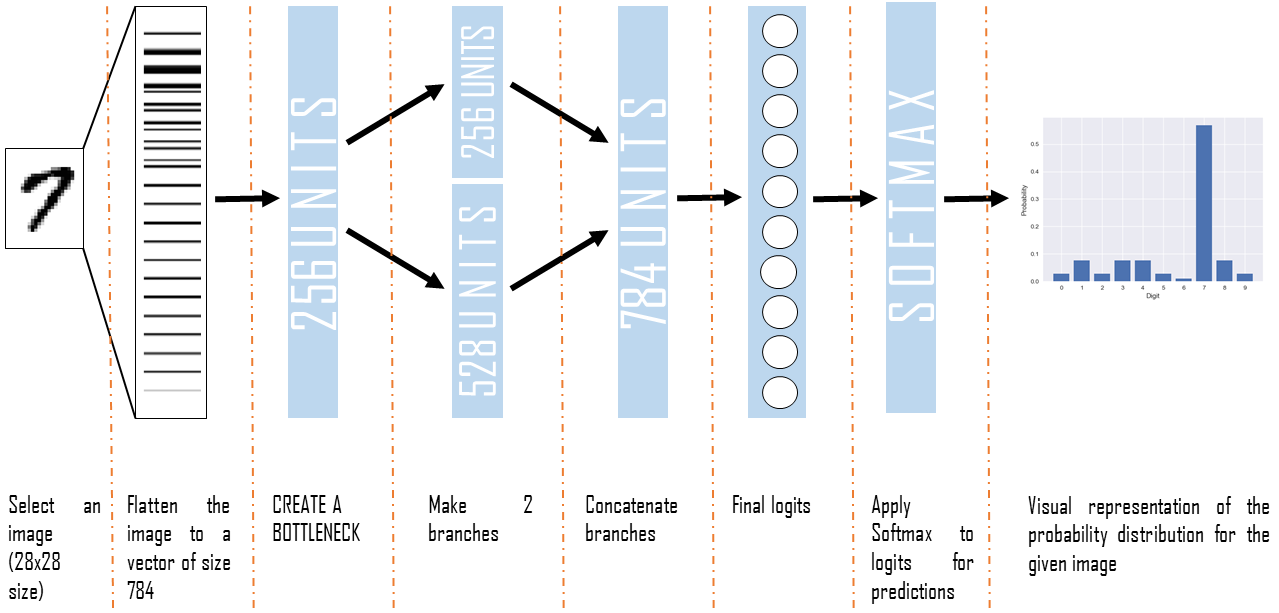 256 UNITS
256 UNITS
528 UNITS
784 UNITS
SOFTMAX
Probability
0.5
0.4
0.3
0.2
0.1
0.0
0 1 2 3 4 5 6 7 8 9
Digit
Select an
image
(28x28
size)
Flatten the
image to a
vector of size
784
CREATE A
BOTTLENECK
Make 2
branches
Concatenate
branches
Final logits
Apply
Softmax to
logits for
predictions
Visual representation of the
probability distribution for the
given image